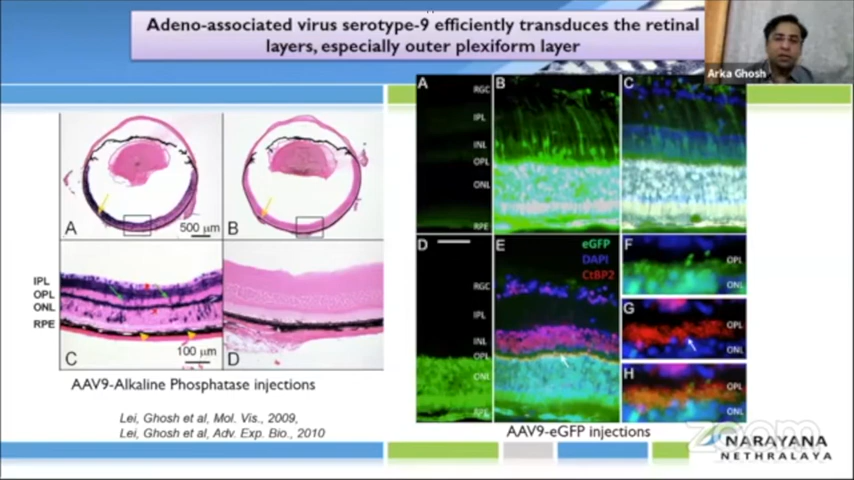 Adeno-associated virus serotype-9 efficiently transduces the retinal
layers, especially outer plexiform layer
Arka Ghosh
A
B
500 μm
IPL
OPL
ONL
RPE
C
100 μm
D
AAV9-Alkaline Phosphatase injections
Lei, Ghosh et al, Mol. Vis., 2009,
Lei, Ghosh et al, Adv. Exp. Bio., 2010
A
RGC
IPL
INL
OPL
ONL
RPE
B
C
D
RGC
IPL
INL
OPL
ONL
RPE
E
eGFP
DAPI
CtBP2
F
OPL
ONL
G
OPL
ONL
H
OPL
ONL
AAV9-eGFP injections
zoom
NARAYANA
NETHRALAYA